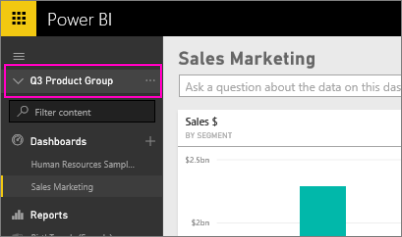 Power BI
Q3 Product Group
Filter content
Dashboards
Human Resources Sampl...
Sales Marketing
Reports
Sales Marketing
Ask a question about the data on this das
Sales $
BY SEGMENT
$2.5bn
$2bn